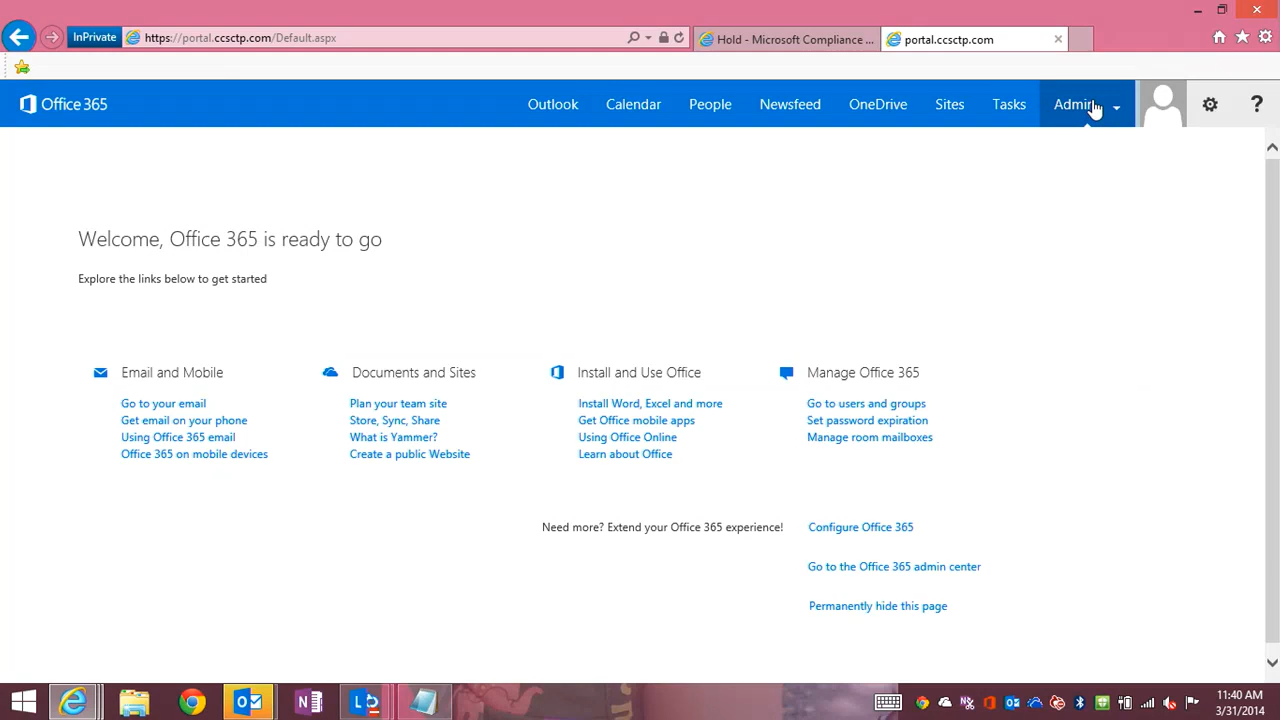 InPrivate
https://portal.ccsctp.com/Default.aspx
Hold - Microsoft Compliance ...
portal.ccsctp.com
Office 365
Outlook
Calendar
People
Newsfeed
OneDrive
Sites
Tasks
Admin
?
Welcome, Office 365 is ready to go
Explore the links below to get started
Email and Mobile
Go to your email
Get email on your phone
Using Office 365 email
Office 365 on mobile devices
Documents and Sites
Plan your team site
Store, Sync, Share
What is Yammer?
Create a public Website
Install and Use Office
Install Word, Excel and more
Get Office mobile apps
Using Office Online
Learn about Office
Manage Office 365
Go to users and groups
Set password expiration
Manage room mailboxes
Need more? Extend your Office 365 experience!
Configure Office 365
Go to the Office 365 admin center
Permanently hide this page
11:40 AM
3/31/2014